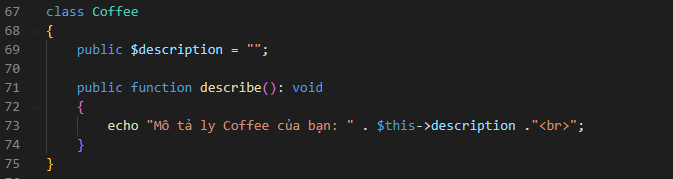 67 class Coffee
68 {
69     public $description = "";
70
71     public function describe(): void
72     {
73         echo "Mô tả ly Coffee của bạn: " . $this->description ."<br>";
74     }
75 }